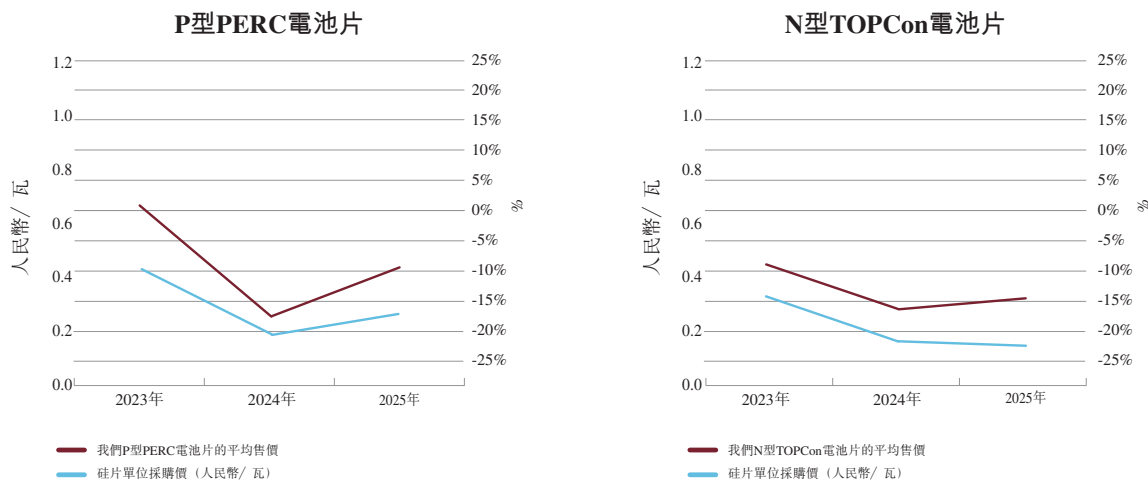 P型PERC電池片
人民幣/ 瓦
1.2
1.0
0.8
0.6
0.4
0.2
0.0
25%
20%
15%
10%
5%
0%
-5%
-10%
-15%
-20%
-25%
%
2023年
2024年
2025年
我們P型PERC電池片的平均售價
硅片單位採購價（人民幣/ 瓦）
N型TOPCon電池片
人民幣/ 瓦
1.2
1.0
0.8
0.6
0.4
0.2
0.0
25%
20%
15%
10%
5%
0%
-5%
-10%
-15%
-20%
-25%
%
2023年
2024年
2025年
我們N型TOPCon電池片的平均售價
硅片單位採購價（人民幣/ 瓦）